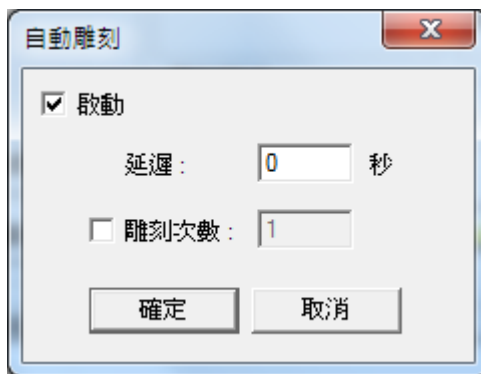 自動雕刻
啟動
延遲： 0 秒
雕刻次數： 1
確定 取消